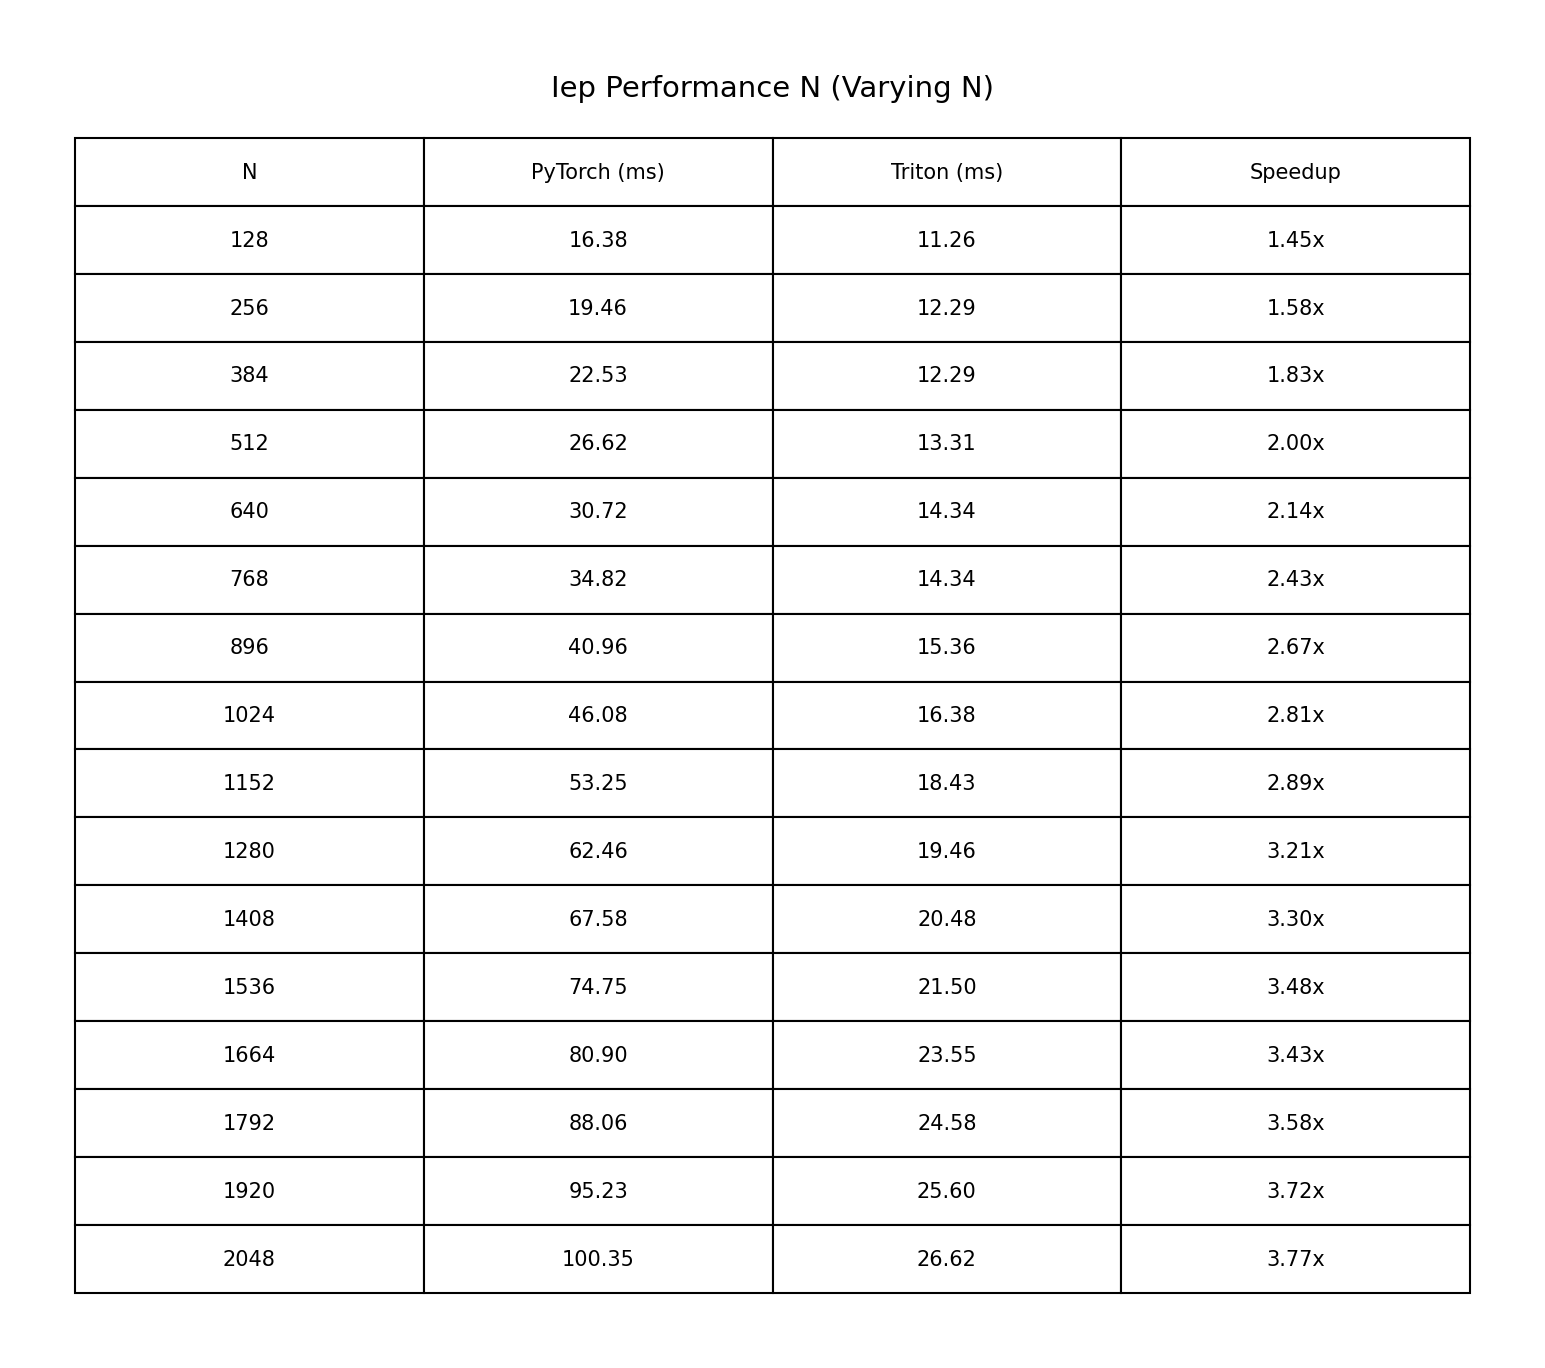 Iep Performance N (Varying N)
N PyTorch (ms) Triton (ms) Speedup
128 16.38 11.26 1.45x
256 19.46 12.29 1.58x
384 22.53 12.29 1.83x
512 26.62 13.31 2.00x
640 30.72 14.34 2.14x
768 34.82 14.34 2.43x
896 40.96 15.36 2.67x
1024 46.08 16.38 2.81x
1152 53.25 18.43 2.89x
1280 62.46 19.46 3.21x
1408 67.58 20.48 3.30x
1536 74.75 21.50 3.48x
1664 80.90 23.55 3.43x
1792 88.06 24.58 3.58x
1920 95.23 25.60 3.72x
2048 100.35 26.62 3.77x